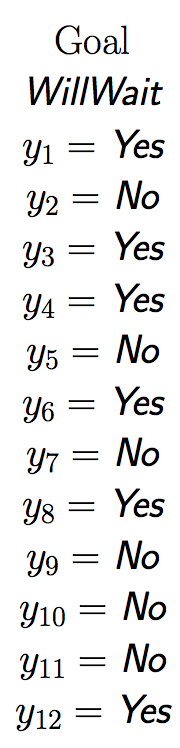 Goal
WillWait
y₁ = Yes
y₂ = No
y₃ = Yes
y₄ = Yes
y₅ = No
y₆ = Yes
y₇ = No
y₈ = Yes
y₉ = No
y₁₀ = No
y₁₁ = No
y₁₂ = Yes